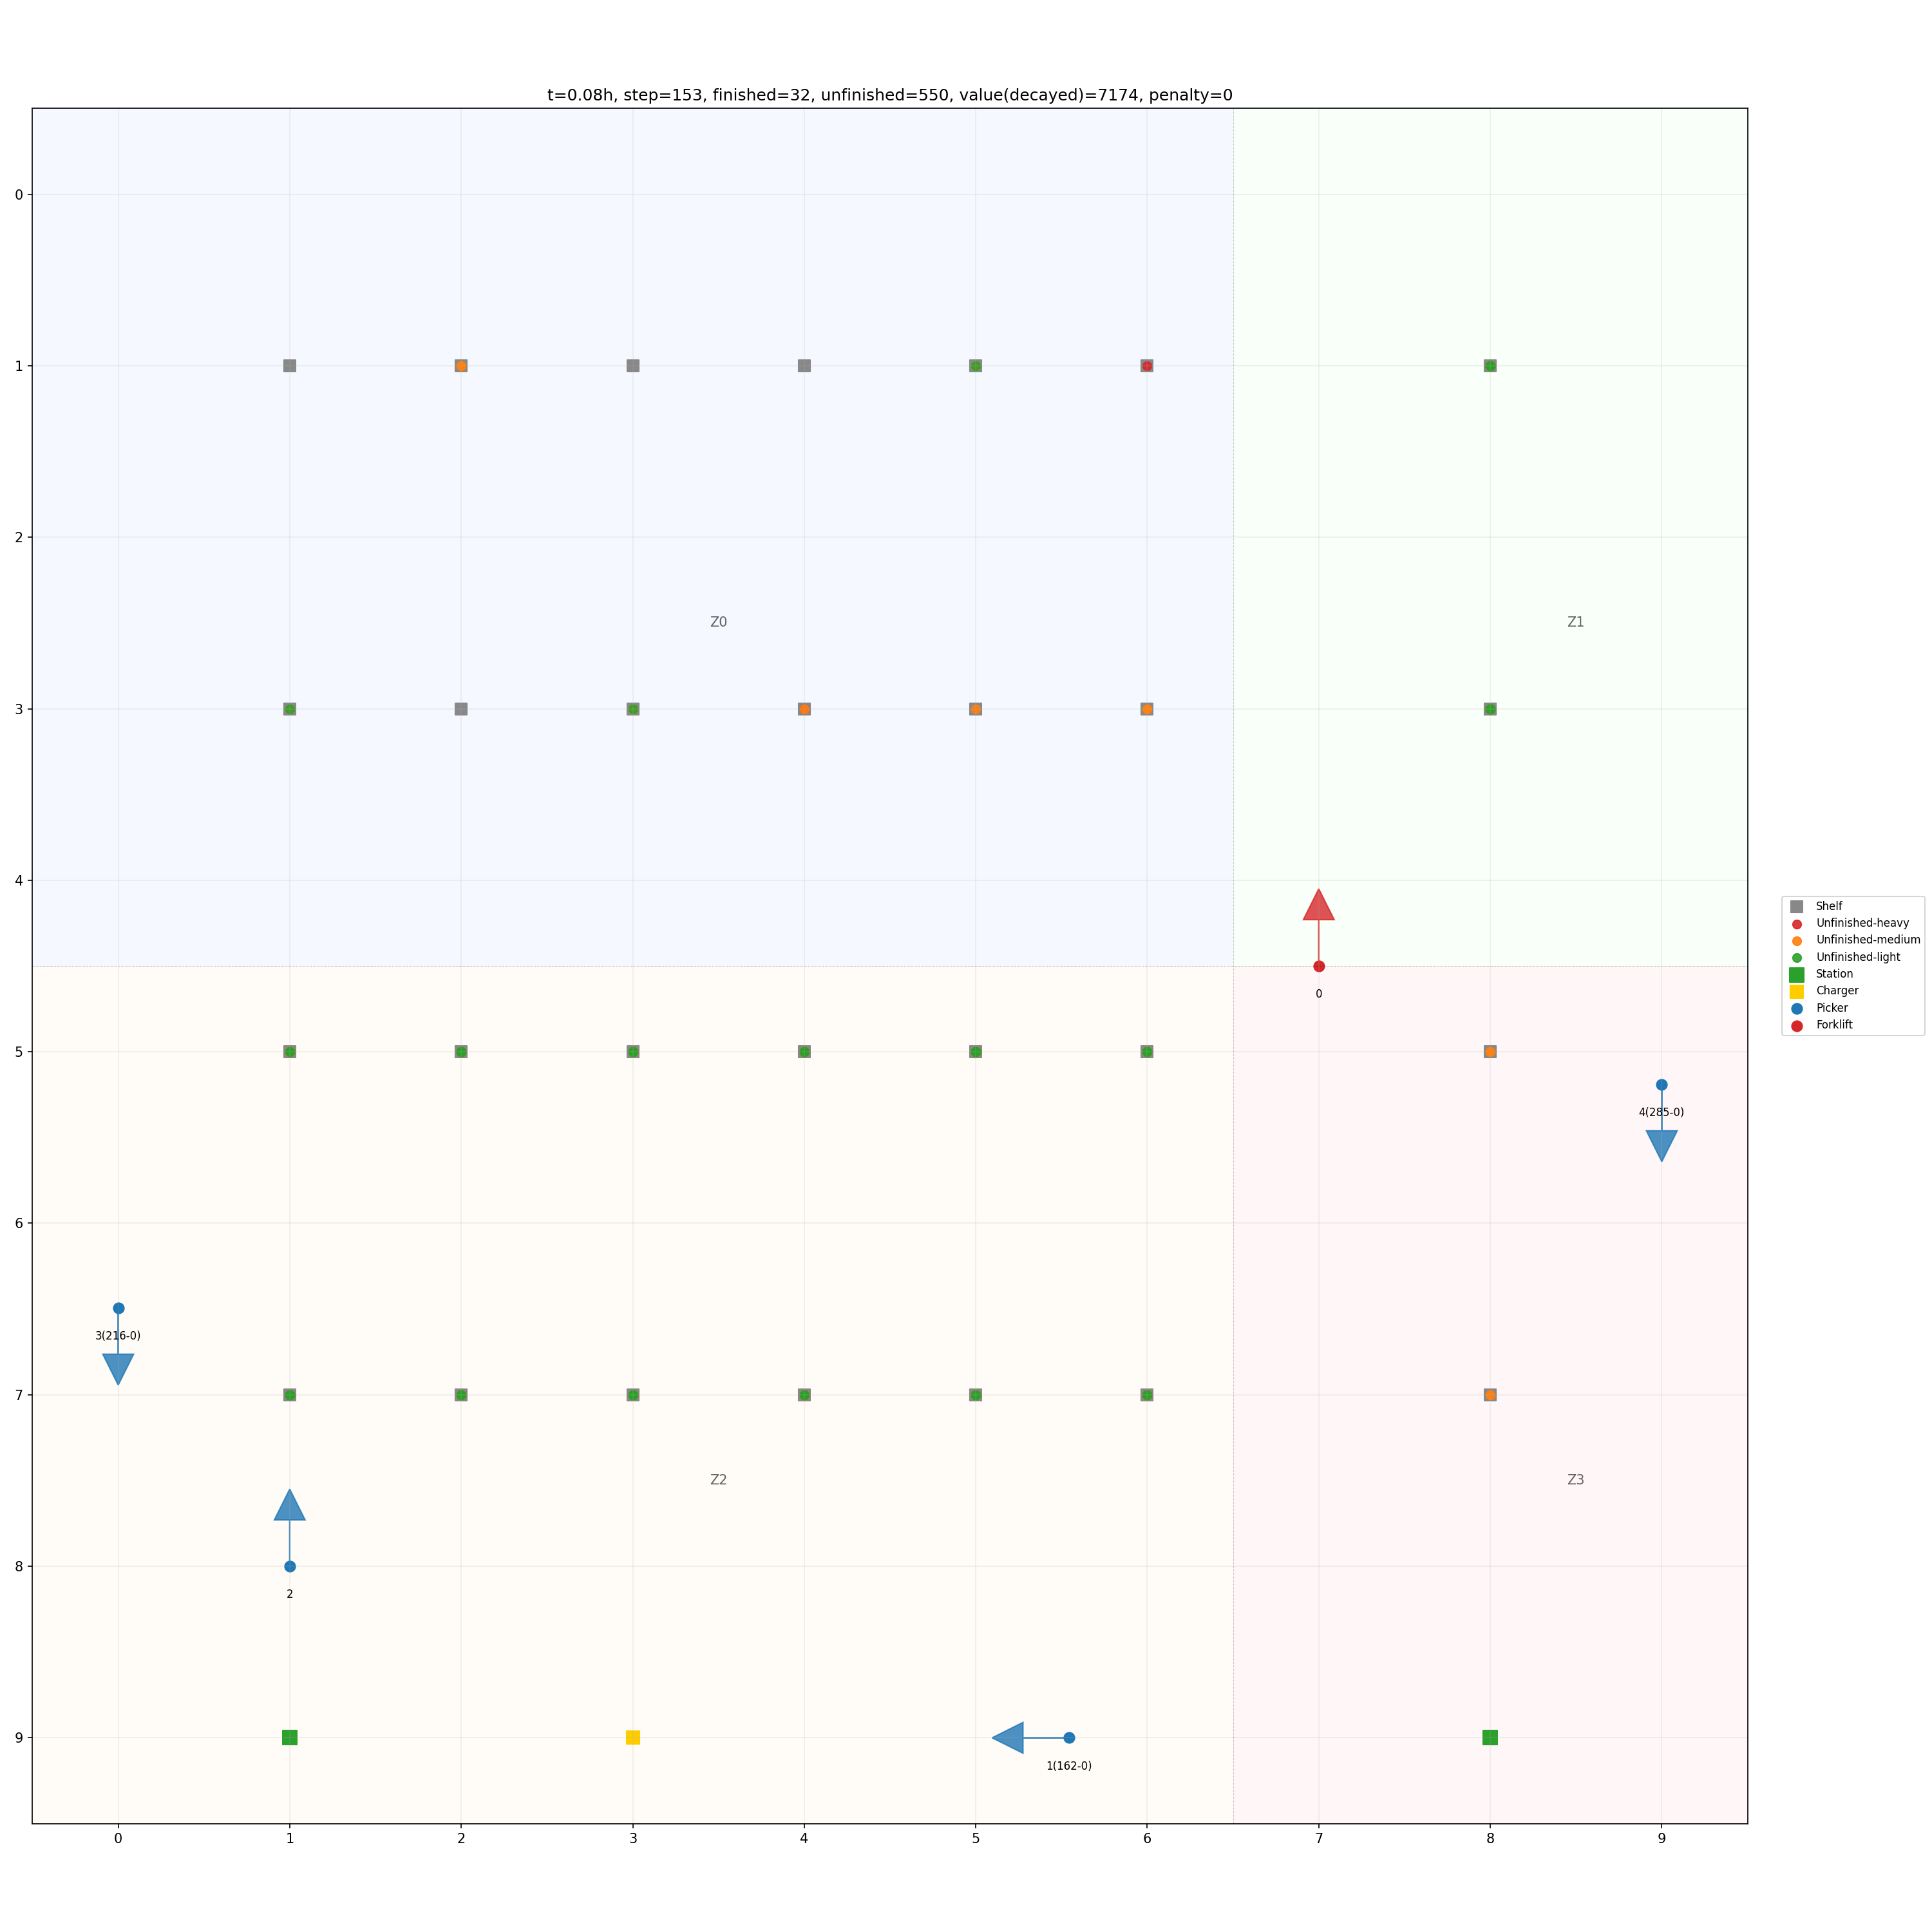 t=0.08h, step=153, finished=32, unfinished=550, value(decayed)=7174, penalty=0
0
1
2
Z0
Z1
3
4
Shelf
Unfinished-heavy
Unfinished-medium
Unfinished-light
Station
Charger
Picker
Forklift
0
5
4(285-0)
6
3(216-0)
7
Z2
Z3
8
2
9
1(162-0)
0 1 2 3 4 5 6 7 8 9